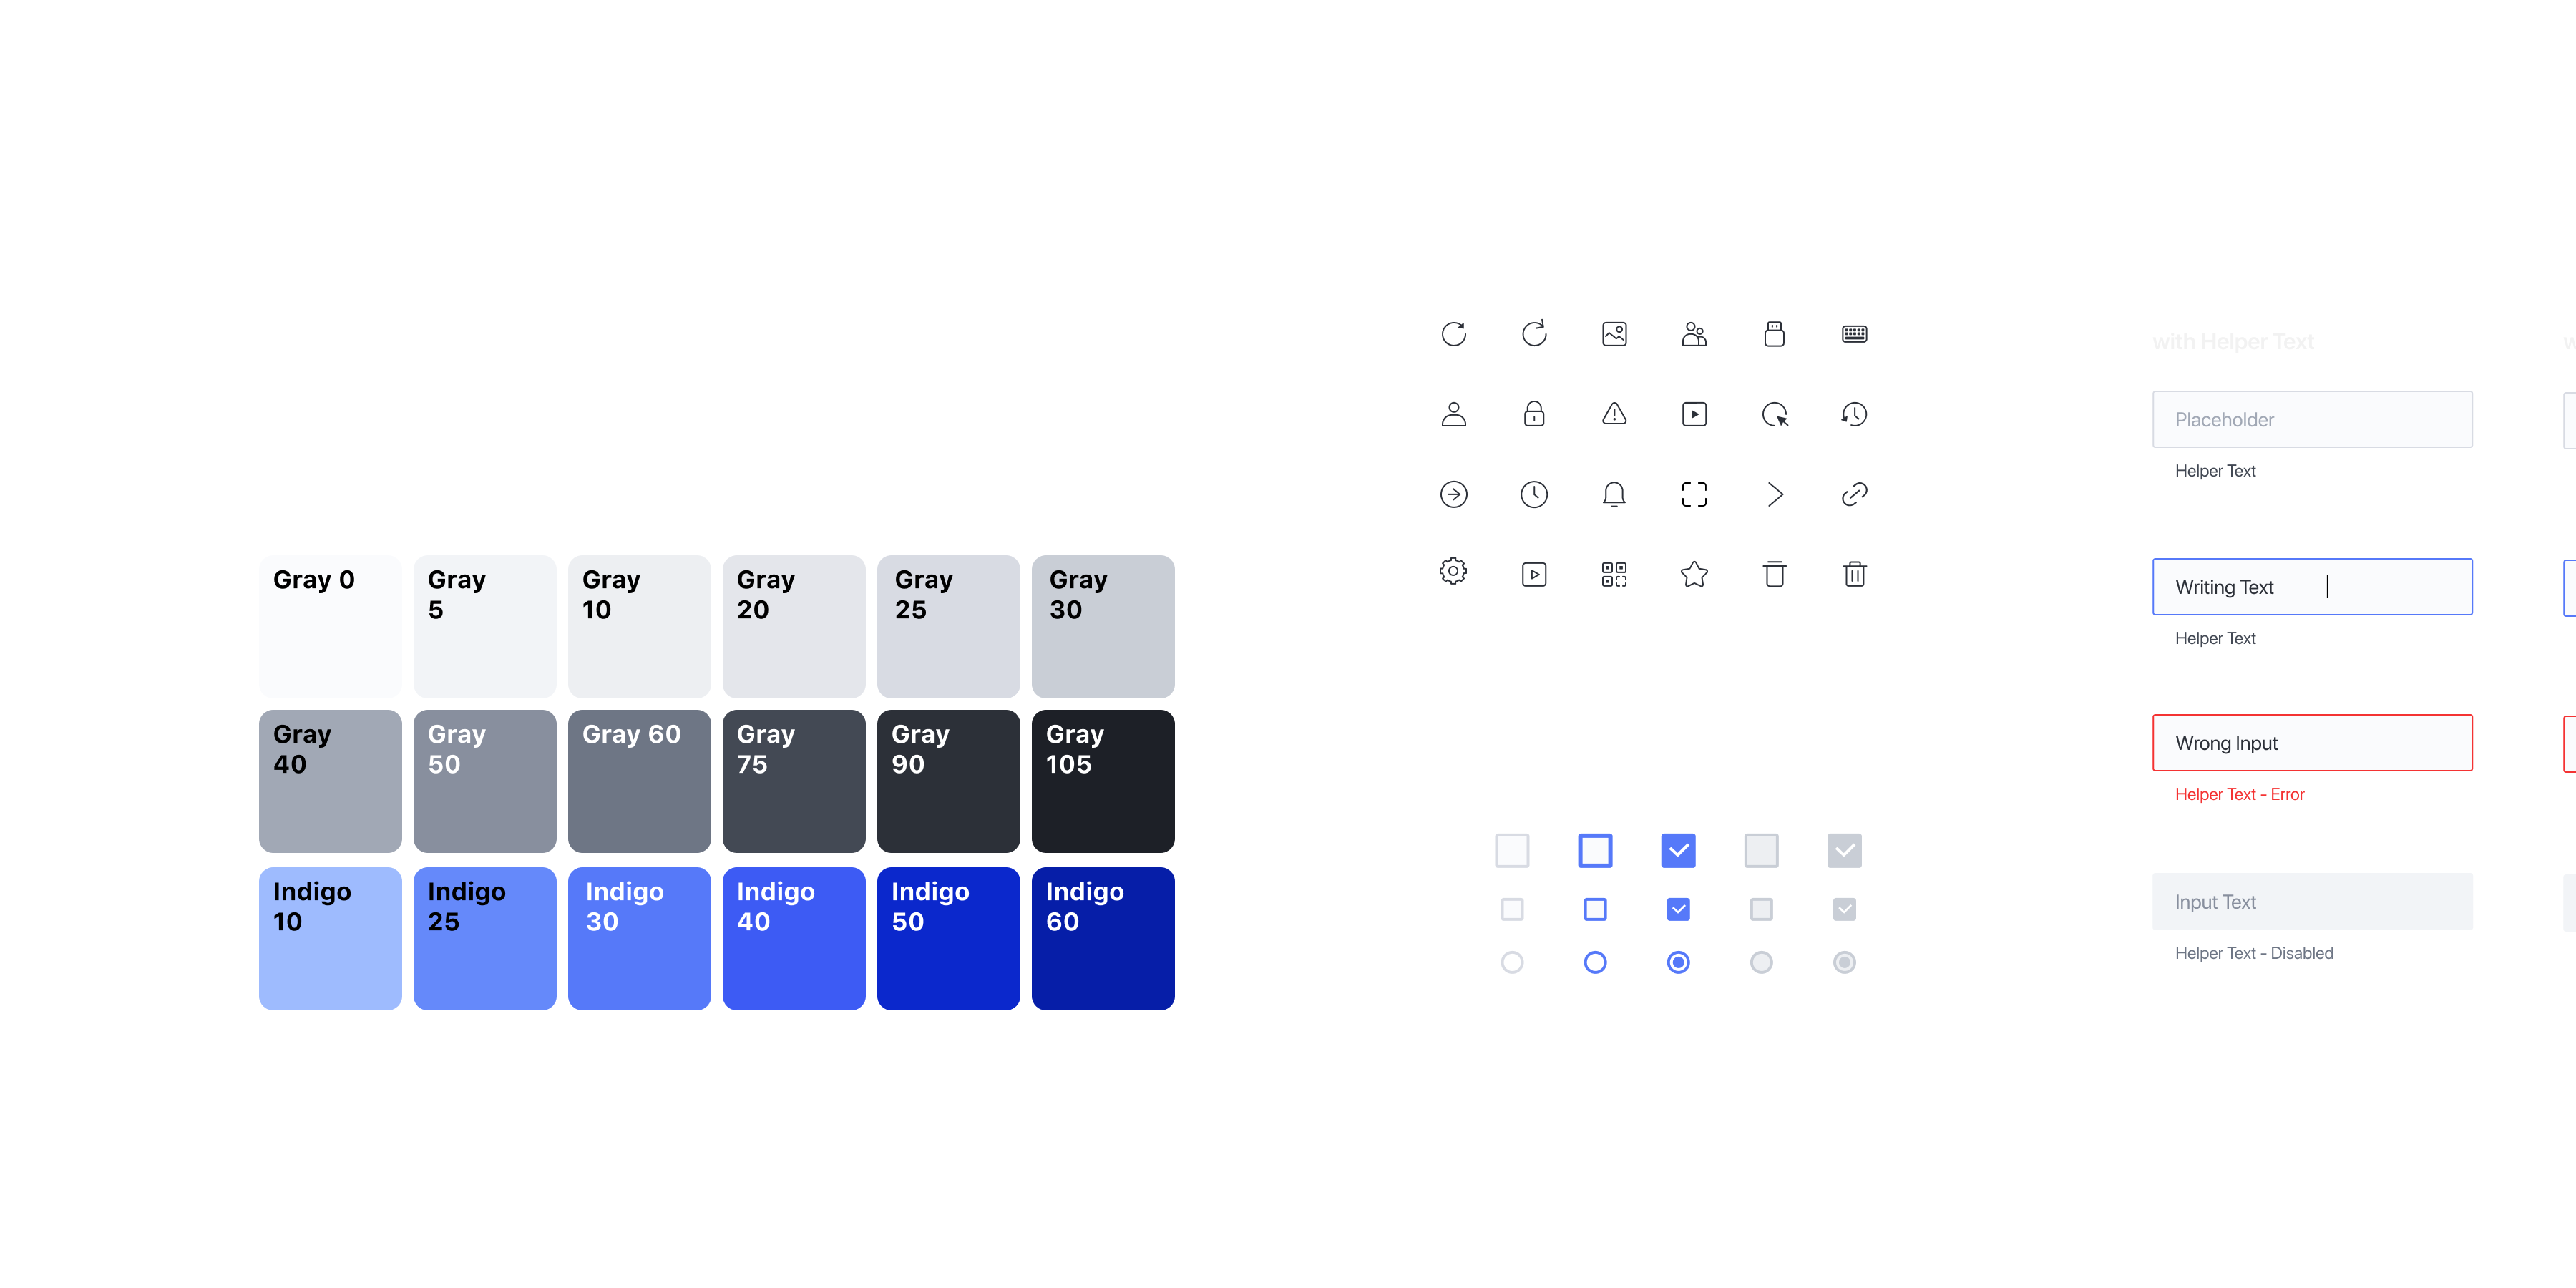 Gray 0
Gray
5
Gray
10
Gray
20
Gray
25
Gray
30
Gray
40
Gray
50
Gray 60
Gray
75
Gray
90
Gray
105
Indigo
10
Indigo
25
Indigo
30
Indigo
40
Indigo
50
Indigo
60
with Helper Text
Placeholder
Helper Text
Writing Text
Helper Text
Wrong Input
Helper Text - Error
Input Text
Helper Text - Disabled